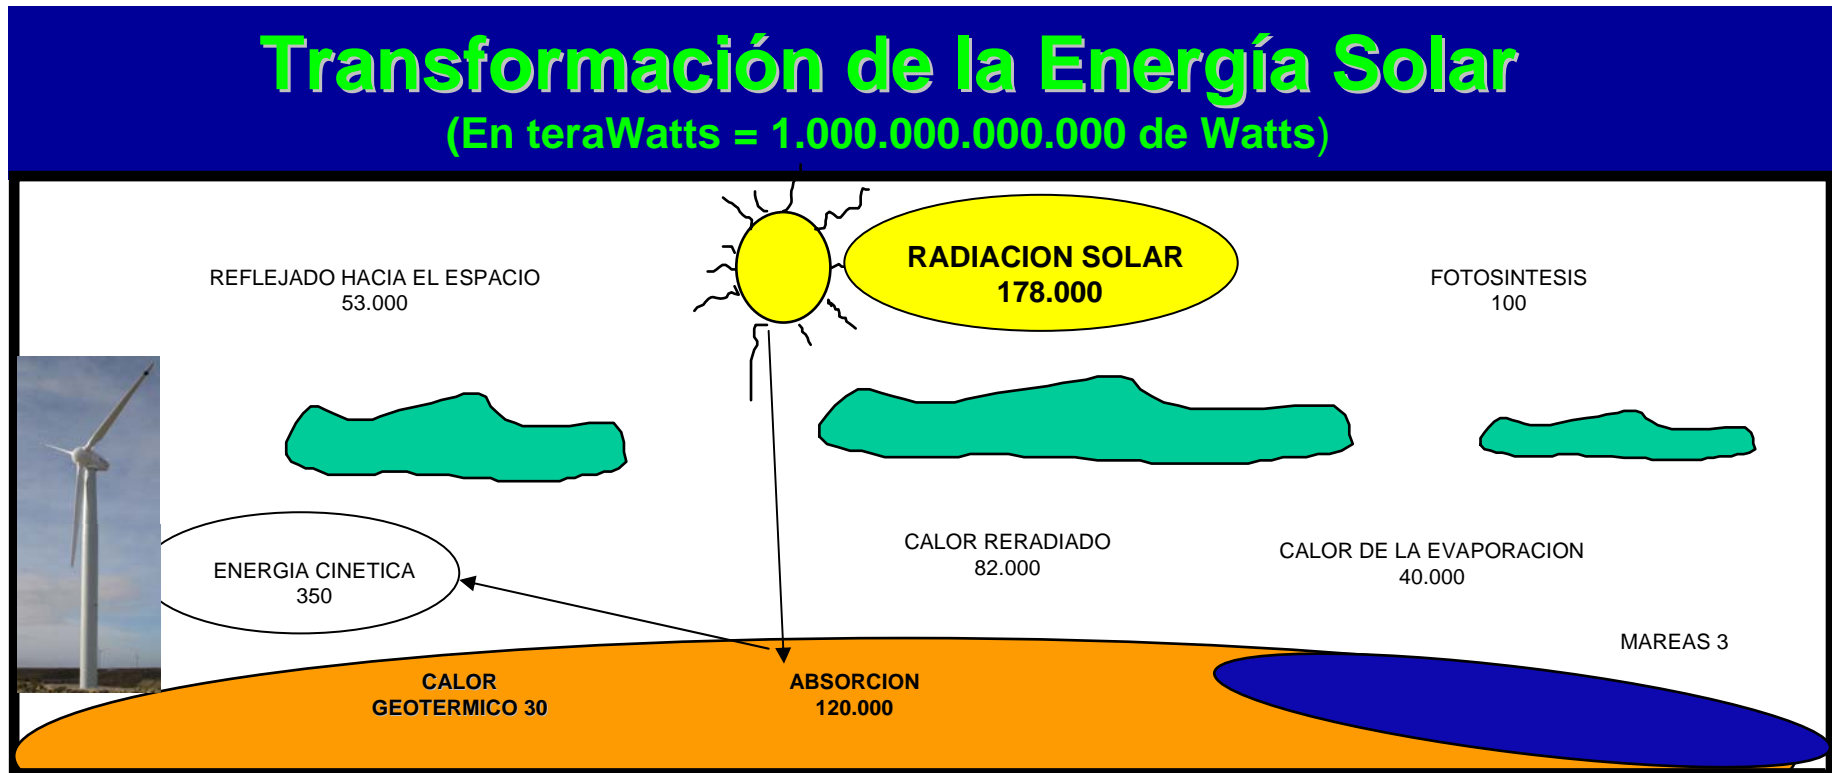 Transformación de la Energía Solar
(En teraWatts = 1.000.000.000.000 de Watts)
RADIACION SOLAR
178.000
REFLEJADO HACIA EL ESPACIO
53.000
FOTOSINTESIS
100
CALOR RERADIADO
82.000
CALOR DE LA EVAPORACION
40.000
ENERGIA CINETICA
350
MAREAS 3
CALOR
GEOTERMICO 30
ABSORCION
120.000